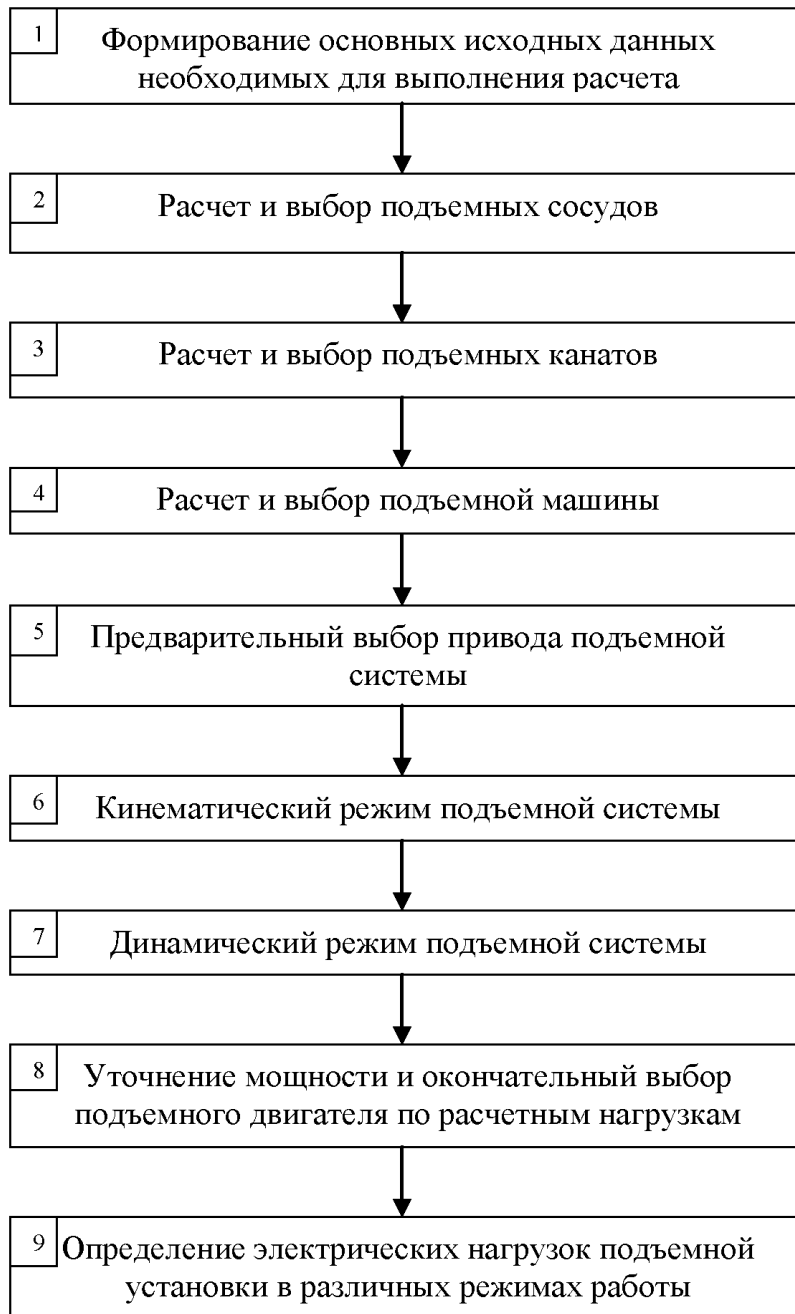 1
Формирование основных исходных данных
необходимых для выполнения расчета
2
Расчет и выбор подъемных сосудов
3
Расчет и выбор подъемных канатов
4
Расчет и выбор подъемной машины
5
Предварительный выбор привода подъемной
системы
6
Кинематический режим подъемной системы
7
Динамический режим подъемной системы
8
Уточнение мощности и окончательный выбор
подъемного двигателя по расчетным нагрузкам
9
Определение электрических нагрузок подъемной
установки в различных режимах работы